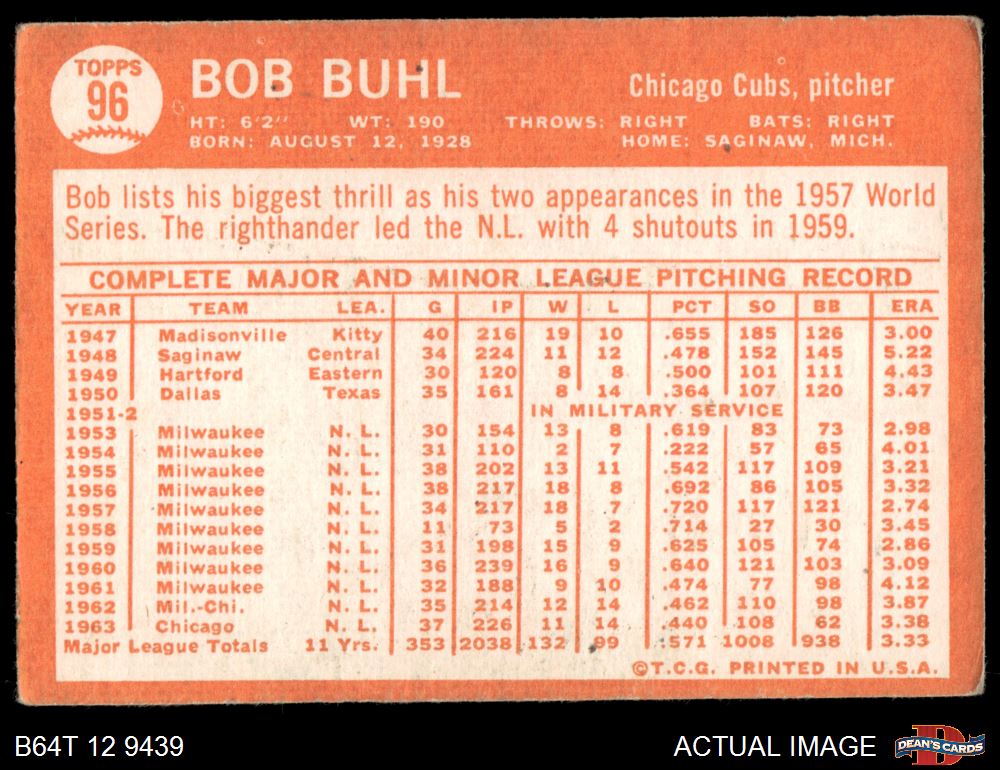 TOPPS
96
BOB BUHL
Chicago Cubs, pitcher
HT: 6'2" WT: 190 THROWS: RIGHT BATS: RIGHT
BORN: AUGUST 12, 1928 HOME: SAGINAW, MICH.
Bob lists his biggest thrill as his two appearances in the 1957 World
Series. The righthander led the N.L. with 4 shutouts in 1959.
COMPLETE MAJOR AND MINOR LEAGUE PITCHING RECORD
YEAR TEAM LEA. G IP W L PCT SO BB ERA
1947 Madisonville Kitty 40 216 19 10 .655 185 126 3.00
1948 Saginaw Central 34 224 11 12 .478 152 145 5.22
1949 Hartford Eastern 30 120 8 8 .500 101 111 4.43
1950 Dallas Texas 35 161 8 14 .364 107 120 3.47
1951-2 IN MILITARY SERVICE
1953 Milwaukee N. L. 30 154 13 8 .619 83 73 2.98
1954 Milwaukee N. L. 31 110 2 7 .222 57 65 4.01
1955 Milwaukee N. L. 38 202 13 11 .542 117 109 3.21
1956 Milwaukee N. L. 38 217 18 8 .692 86 105 3.32
1957 Milwaukee N. L. 34 217 18 7 .720 117 121 2.74
1958 Milwaukee N. L. 11 73 5 2 .714 27 30 3.45
1959 Milwaukee N. L. 31 198 15 9 .625 105 74 2.86
1960 Milwaukee N. L. 36 239 16 9 .640 121 103 3.09
1961 Milwaukee N. L. 32 188 9 10 .474 77 98 4.12
1962 Mil.-Chi. N. L. 35 214 12 14 .462 110 98 3.87
1963 Chicago N. L. 37 226 11 14 .440 108 62 3.38
Major League Totals 11 Yrs. 353 2038 132 99 .571 1008 938 3.33
©T.C.G. PRINTED IN U.S.A.
B64T 12 9439
ACTUAL IMAGE
D
DEAN'S CARDS